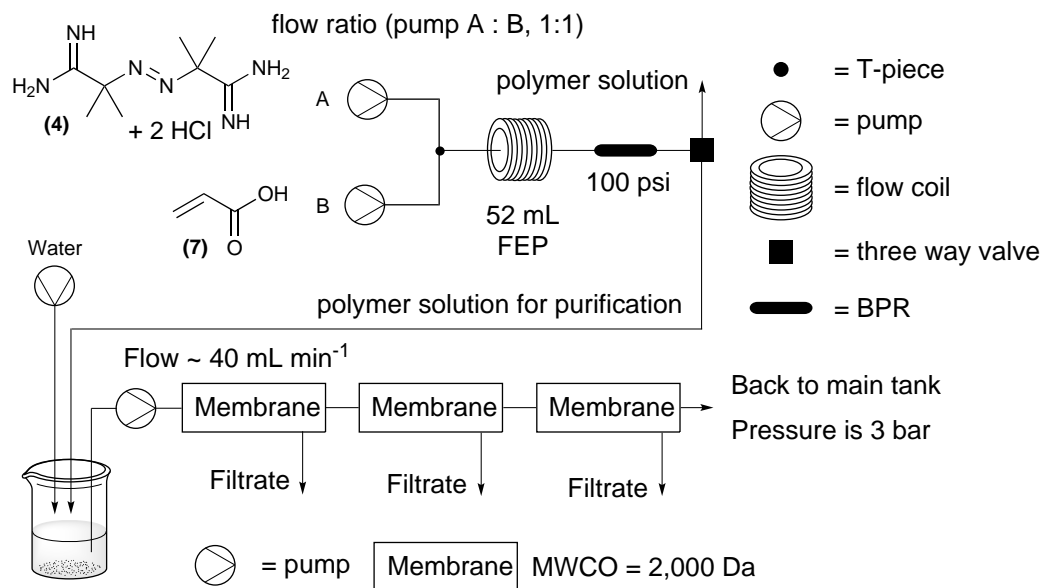 flow ratio (pump A : B, 1:1)
NH
H2N
N
N
NH2
NH
(4)
+ 2 HCl
A
B
polymer solution
100 psi
52 mL
FEP
OH
O
(7)
= T-piece
= pump
= flow coil
= three way valve
= BPR
Water
polymer solution for purification
Flow ~ 40 mL min-1
Membrane
Membrane
Membrane
Back to main tank
Pressure is 3 bar
Filtrate
Filtrate
Filtrate
= pump
Membrane
MWCO = 2,000 Da